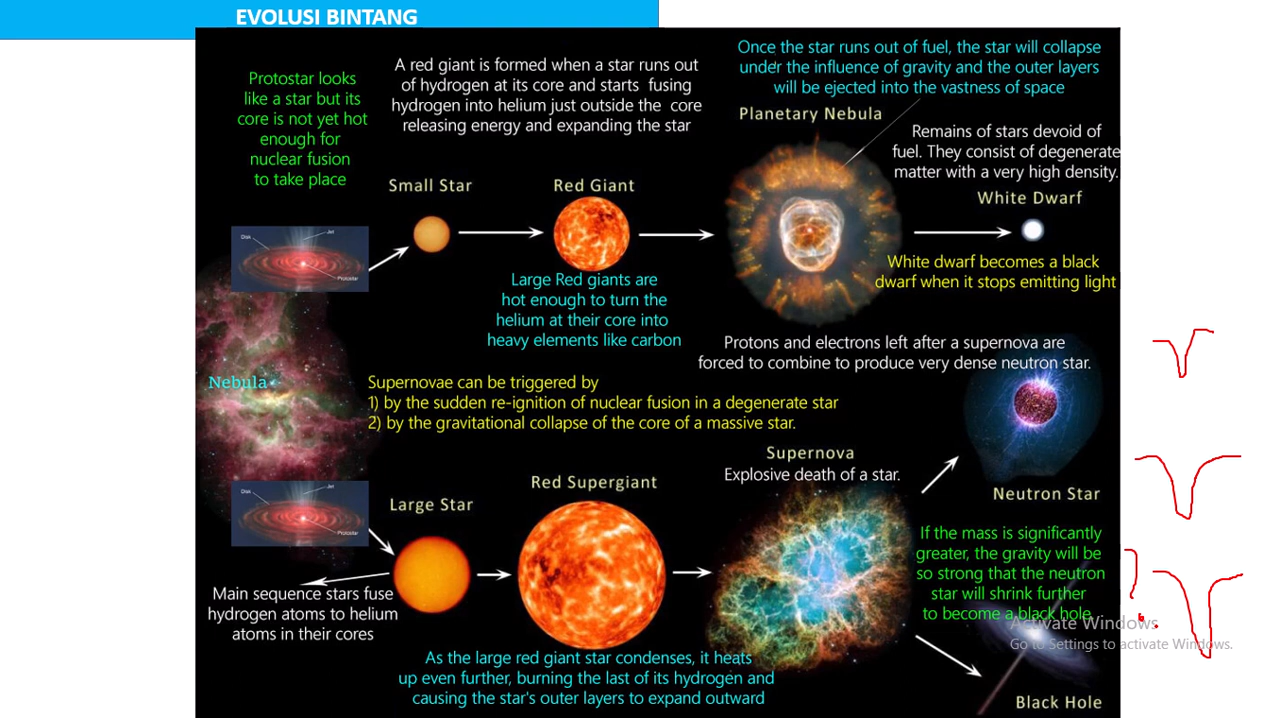 EVOLUSI BINTANG
Protostar looks
like a star but its
core is not yet hot
enough for
nuclear fusion
to take place
A red giant is formed when a star runs out
of hydrogen at its core and starts fusing
hydrogen into helium just outside the core
releasing energy and expanding the star
Once the star runs out of fuel, the star will collapse
under the influence of gravity and the outer layers
will be ejected into the vastness of space
Planetary Nebula
Remains of stars devoid of
fuel. They consist of degenerate
matter with a very high density.
White Dwarf
Small Star
Red Giant
Disk
Jet
Protostar
White dwarf becomes a black
dwarf when it stops emitting light
Large Red giants are
hot enough to turn the
helium at their core into
heavy elements like carbon
Protons and electrons left after a supernova are
forced to combine to produce very dense neutron star.
Nebula
Supernovae can be triggered by
1) by the sudden re-ignition of nuclear fusion in a degenerate star
2) by the gravitational collapse of the core of a massive star.
Supernova
Explosive death of a star.
Neutron Star
Red Supergiant
Large Star
Disk
Jet
Protostar
If the mass is significantly
greater, the gravity will be
so strong that the neutron
star will shrink further
to become a black hole
Main sequence stars fuse
hydrogen atoms to helium
atoms in their cores
As the large red giant star condenses, it heats
up even further, burning the last of its hydrogen and
causing the star's outer layers to expand outward
Black Hole
Activate Windows
Go to Settings to activate Windows.